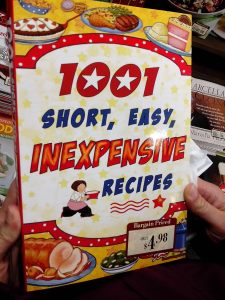 1001
SHORT, EASY,
INEXPENSIVE
RECIPES
Bargain Priced
$4.98